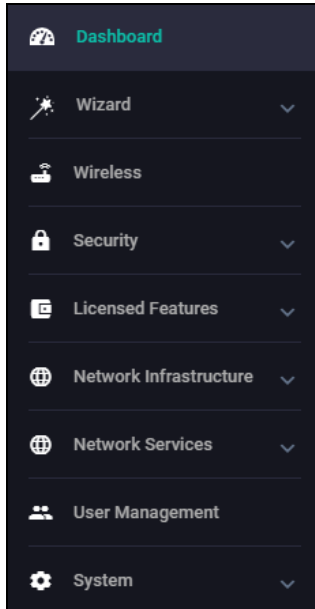 Dashboard
Wizard
Wireless
Security
Licensed Features
Network Infrastructure
Network Services
User Management
System